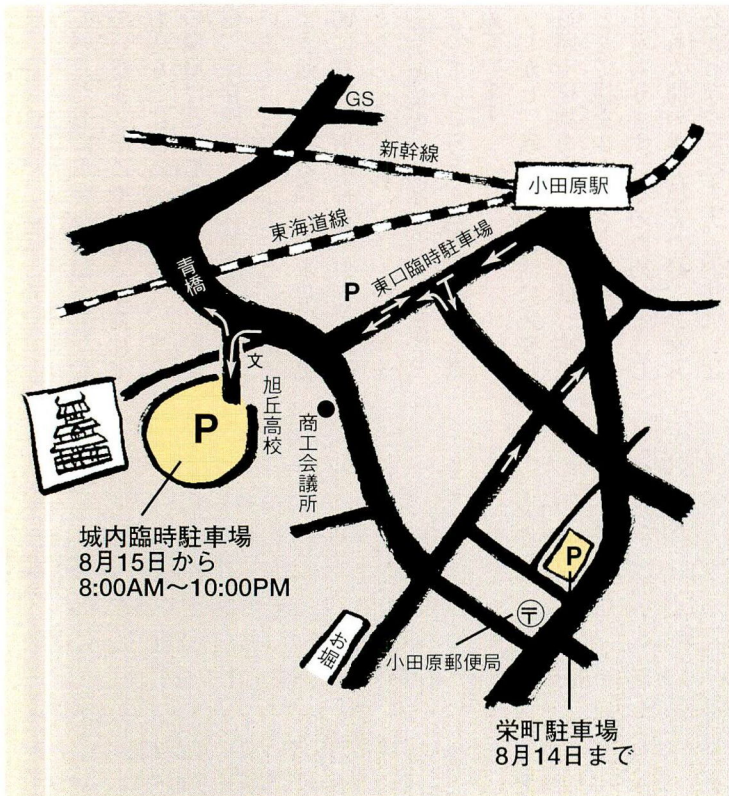 GS
新幹線
小田原駅
東海道線
東口臨時駐車場
P
青橋
文
旭丘高校
P
商工会議所
城内臨時駐車場
8月15日から
8:00AM〜10:00PM
P
〒
お堀
小田原郵便局
栄町駐車場
8月14日まで